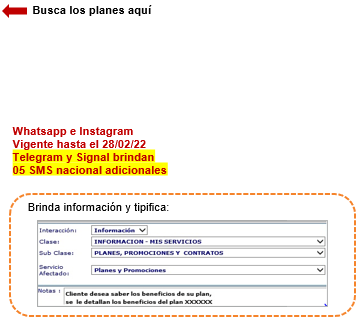 Busca los planes aquí
Whatsapp e Instagram
Vigente hasta el 28/02/22
Telegram y Signal brindan
05 SMS nacional adicionales
Brinda información y tipifica:
Interacción: Información
Clase: INFORMACION - MIS SERVICIOS
Sub Clase: PLANES, PROMOCIONES Y CONTRATOS
Servicio
Afectado: Planes y Promociones
Notas : Cliente desea saber los beneficios de su plan,
se le detallan los beneficios del plan XXXXXX